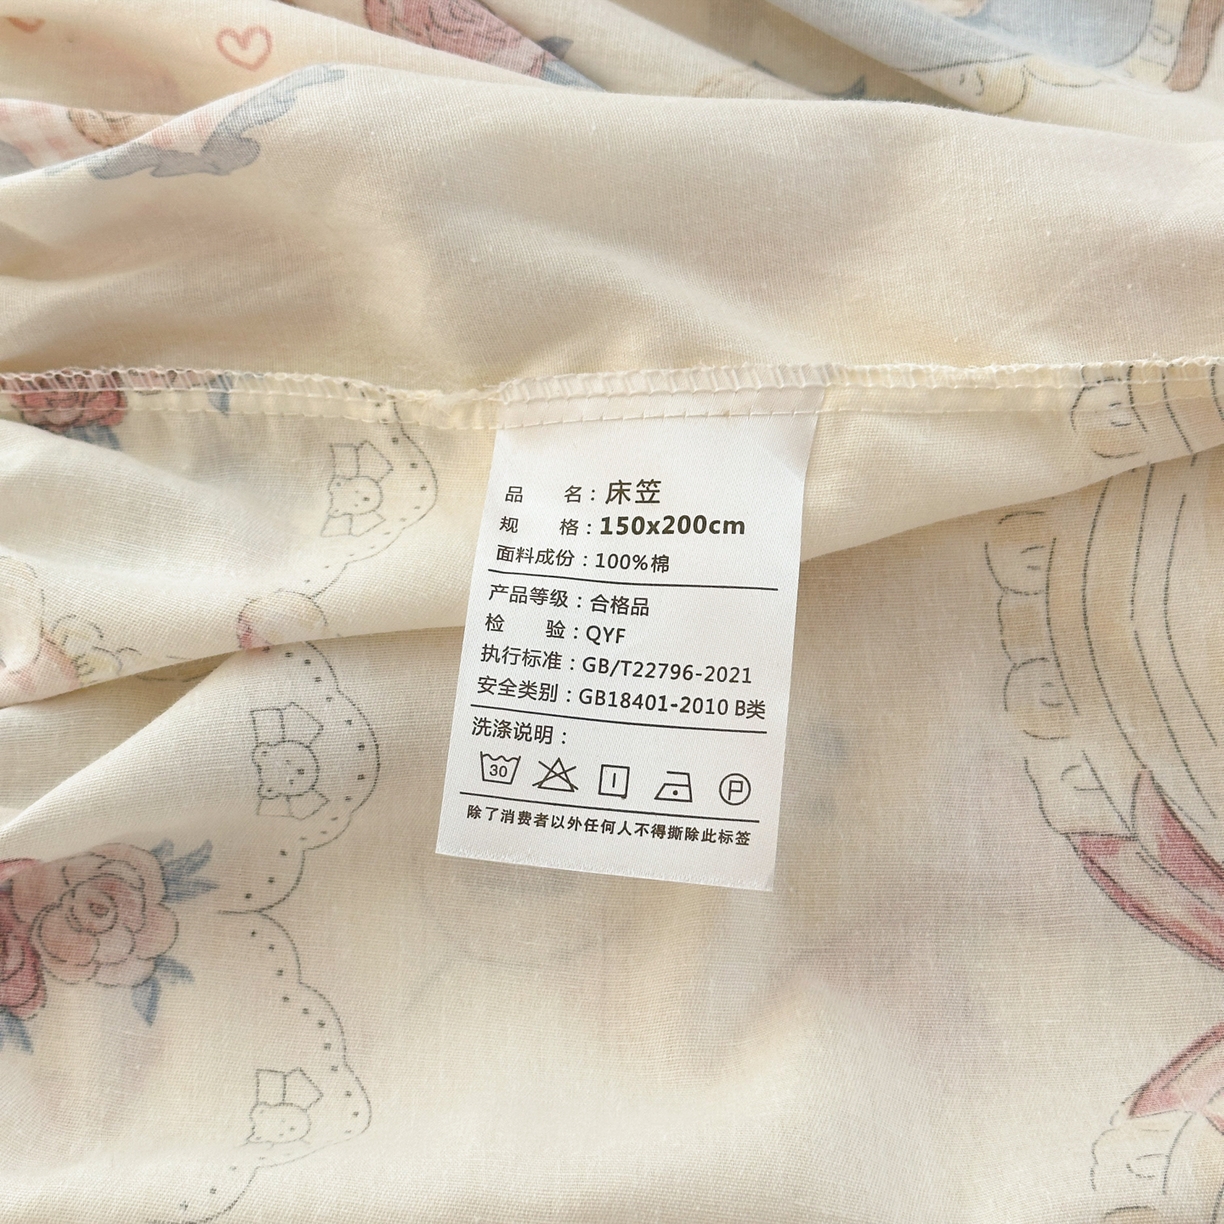 品 名：床笠
规 格：150x200cm
面料成份：100%棉
产品等级：合格品
检 验：QYF
执行标准：GB/T22796-2021
安全类别：GB18401-2010 B类
洗涤说明：
30 P
除了消费者以外任何人不得撕除此标签